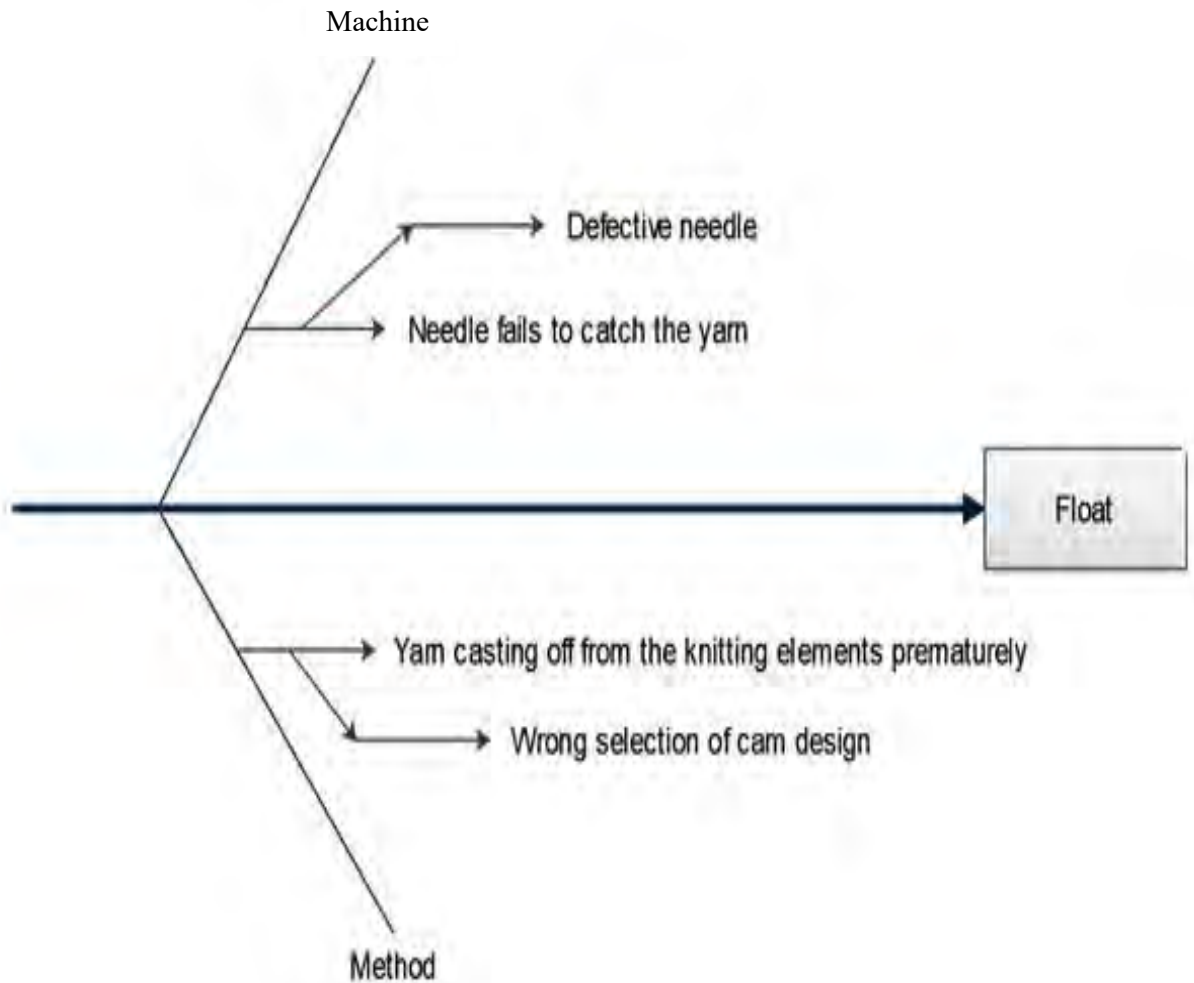 Machine
Defective needle
Needle fails to catch the yarn
Float
Yarn casting off from the knitting elements prematurely
Wrong selection of cam design
Method